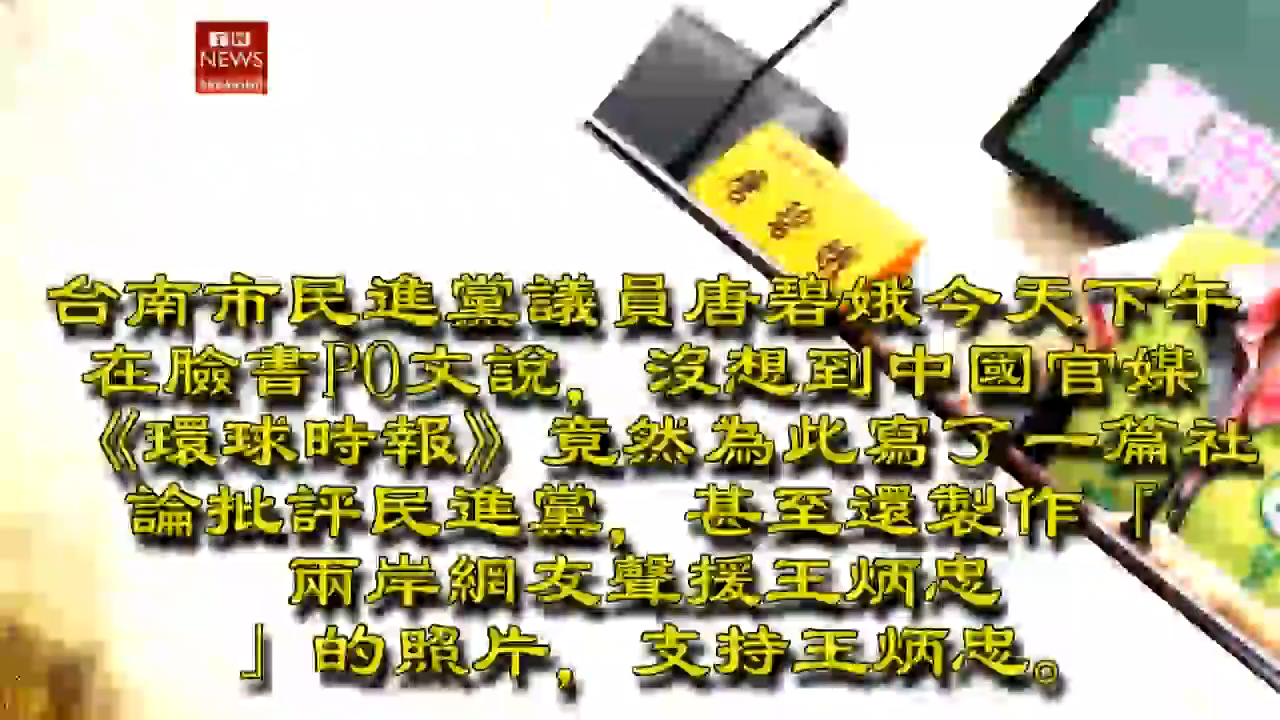 TW
NEWS
台南市民進黨議員唐碧娥今天下午
在臉書PO文說，沒想到中國官媒
《環球時報》竟然為此寫了一篇社
論批評民進黨，甚至還製作「
兩岸網友聲援王炳忠
」的照片，支持王炳忠。